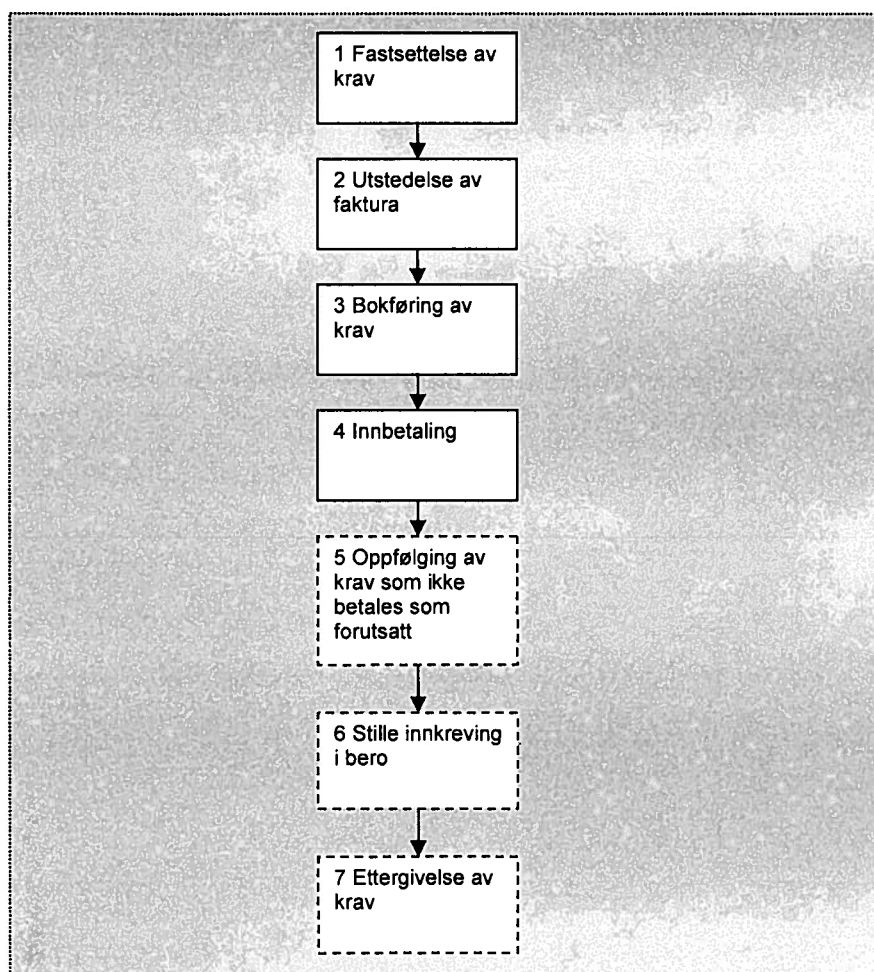 1 Fastsettelse av
krav
2 Utstedelse av
faktura
3 Bokføring av
krav
4 Innbetaling
5 Oppfølging av
krav som ikke
betales som
forutsatt
6 Stille innkreving
i bero
7 Ettergivelse av
krav